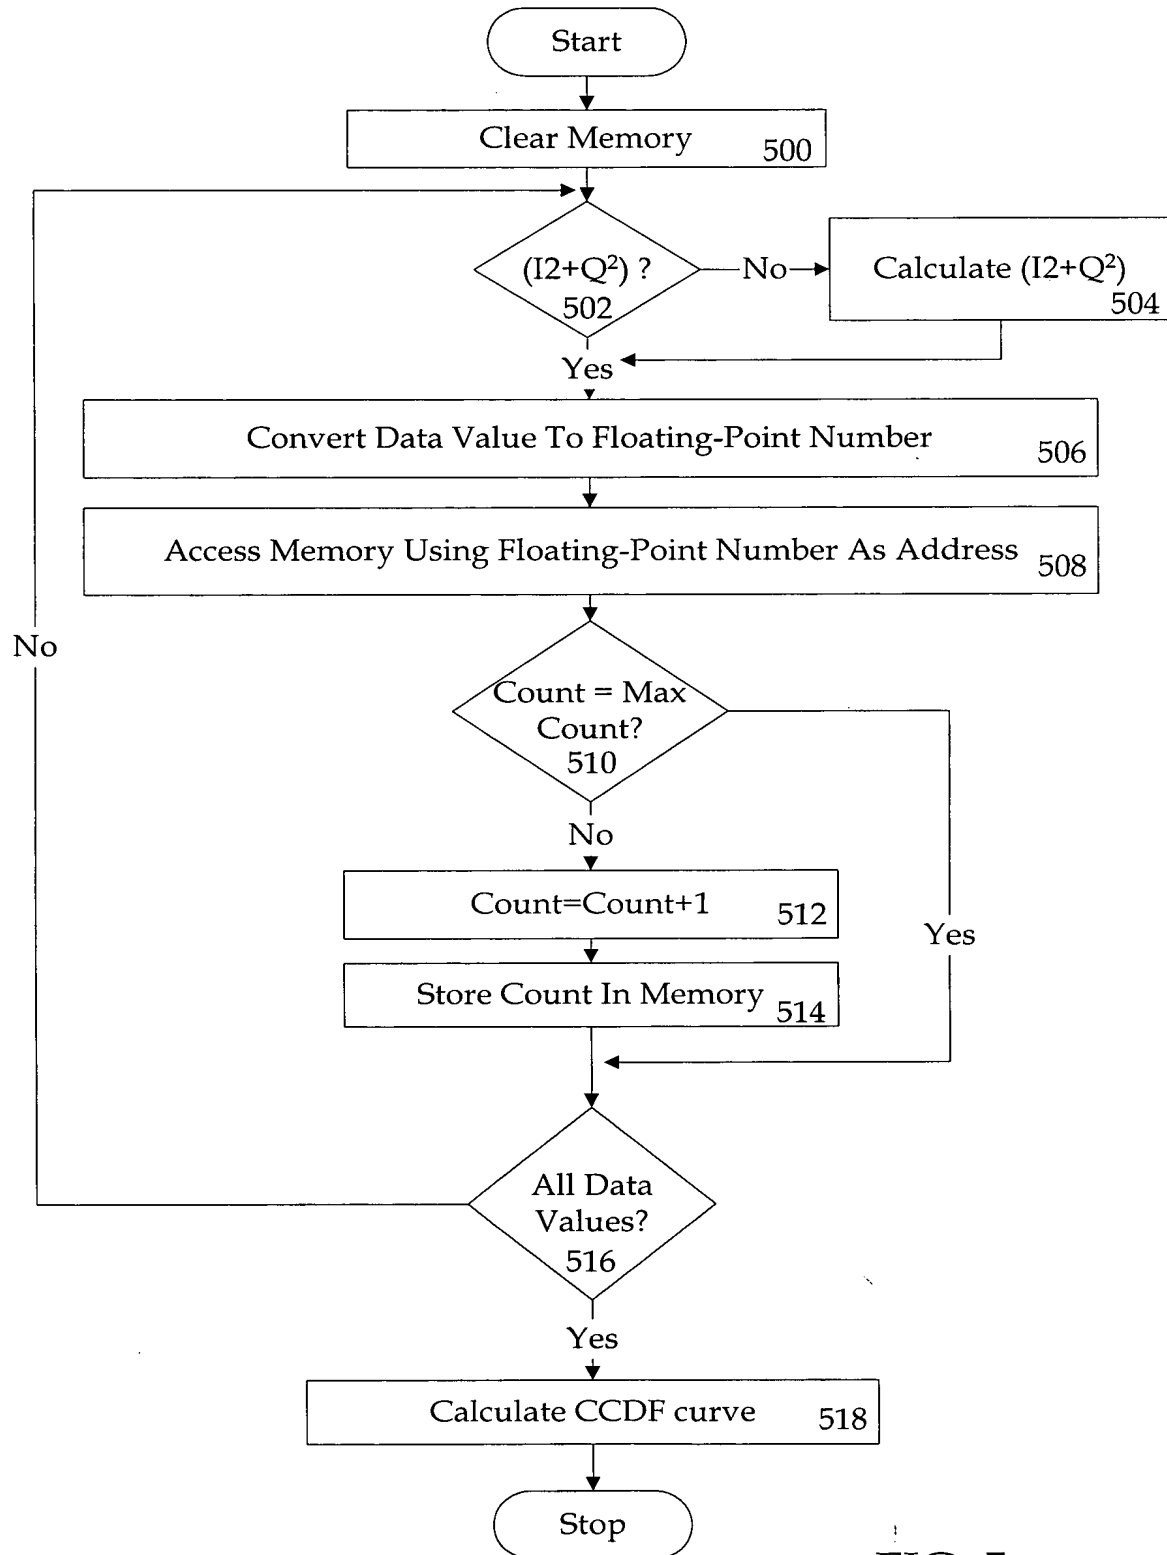 Start
Clear Memory 500
(I2+Q²) ?
502
No
Calculate (I2+Q²)
504
Yes
Convert Data Value To Floating-Point Number
506
Access Memory Using Floating-Point Number As Address
508
No
Count = Max
Count?
510
No
Count=Count+1 512
Yes
Store Count In Memory
514
All Data
Values?
516
Yes
Calculate CCDF curve 518
Stop